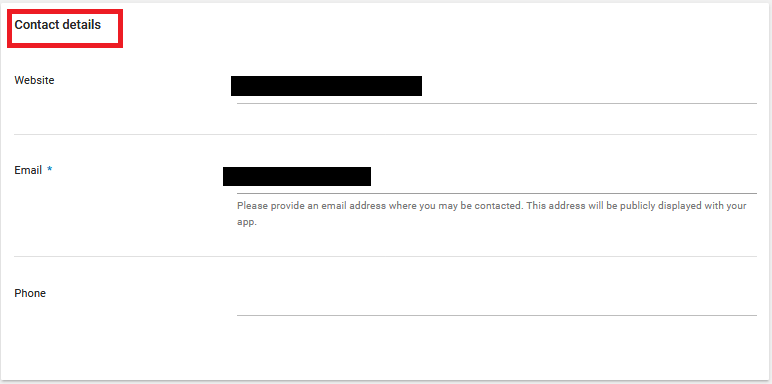 Contact details
Website
Email *
Please provide an email address where you may be contacted. This address will be publicly displayed with your
app.
Phone